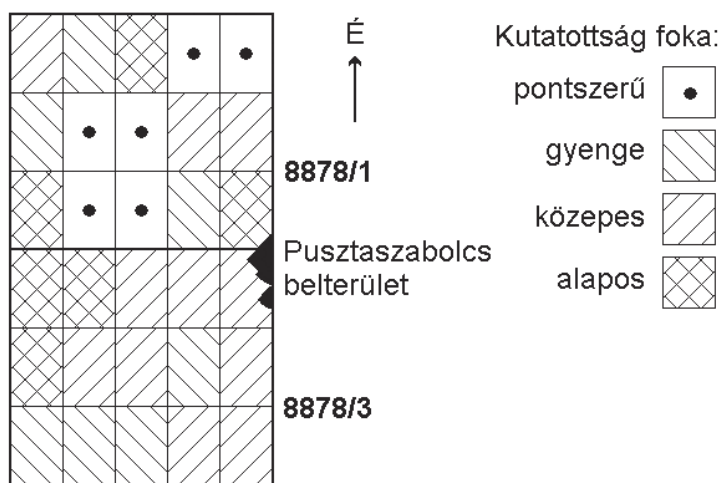 É
8878/1
Pusztaszabolcs
belterület
8878/3
Kutatottság foka:
pontszerű
gyenge
közepes
alapos